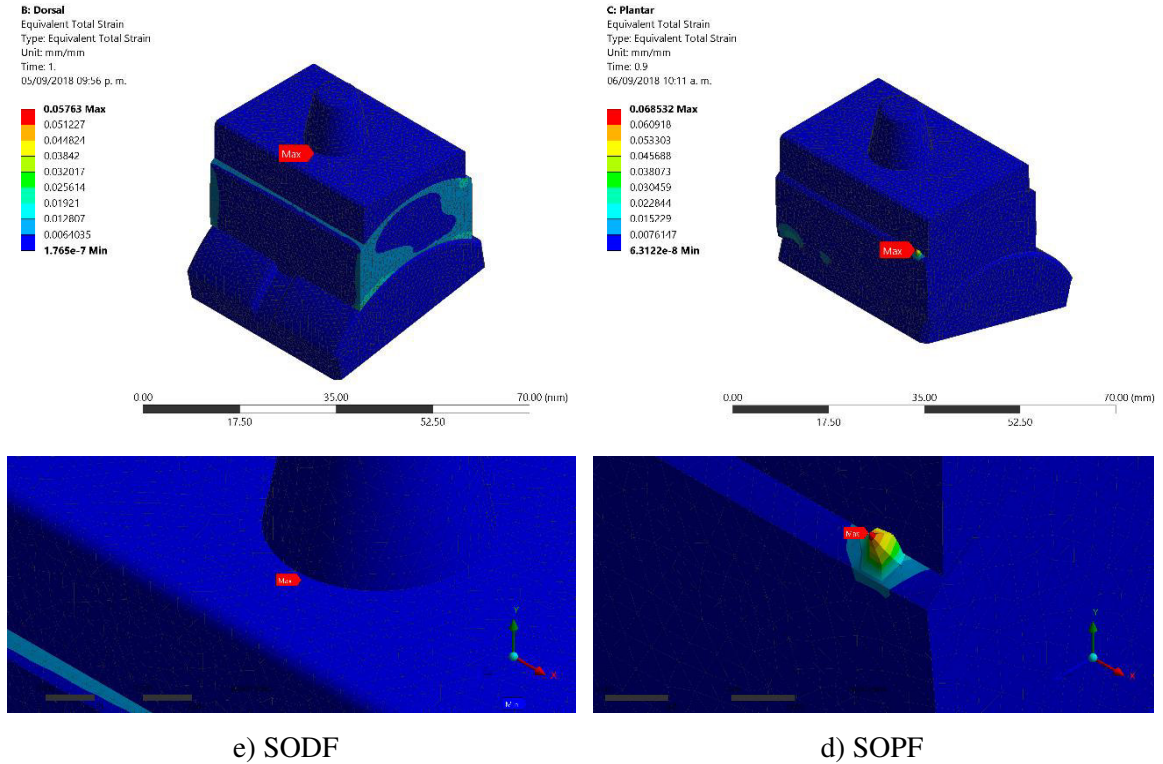 B: Dorsal
Equivalent Total Strain
Type: Equivalent Total Strain
Unit: mm/mm
Time: 1.
05/09/2018 09:56 p. m.
0.05763 Max
0.051227
0.044824
0.03842
0.032017
0.025614
0.01921
0.012807
0.0064035
1.765e-7 Min
Max
0.00 35.00 70.00 (mm)
17.50 52.50
C: Plantar
Equivalent Total Strain
Type: Equivalent Total Strain
Unit: mm/mm
Time: 0.9
06/09/2018 10:11 a. m.
0.068532 Max
0.060918
0.053303
0.045688
0.038073
0.030459
0.022844
0.015229
0.0076147
6.3122e-8 Min
Max
0.00 35.00 70.00 (mm)
17.50 52.50
Max
Y
X
Min
Max
Y
X
e) SODF
d) SOPF